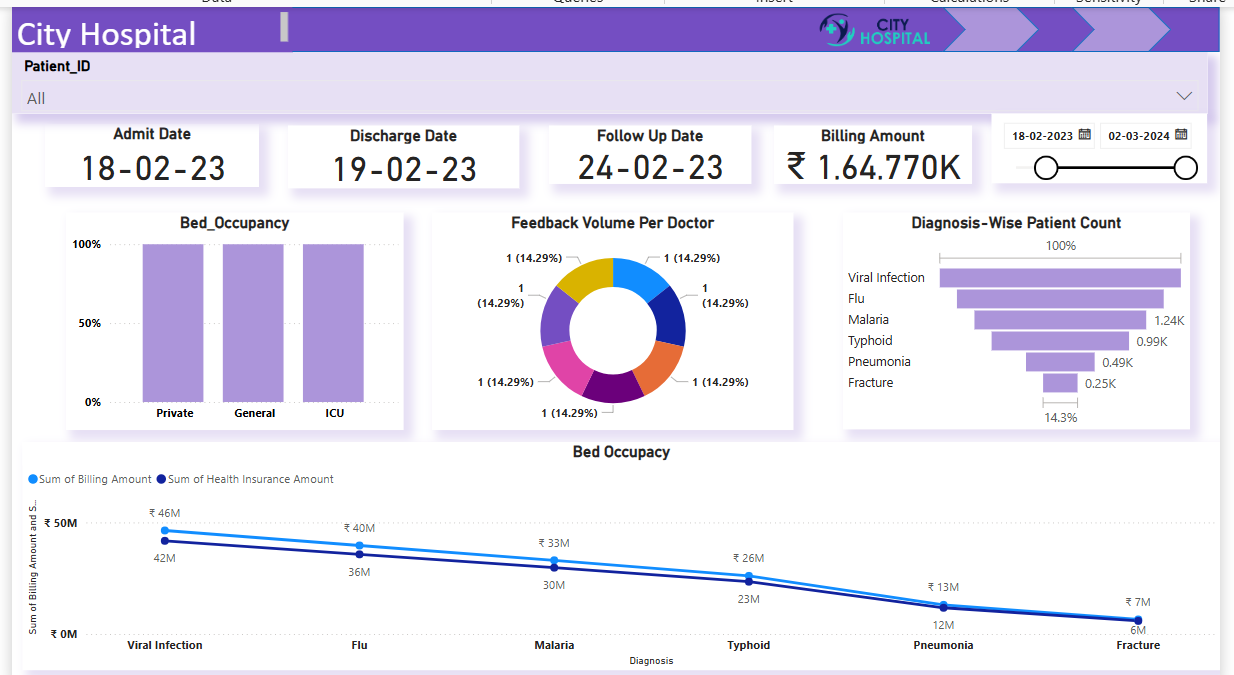 Data Queries Insert Calculations Sensitivity Share
City Hospital
CITY
HOSPITAL
Patient_ID
All
Admit Date
18-02-23
Discharge Date
19-02-23
Follow Up Date
24-02-23
Billing Amount
₹ 1.64.770K
18-02-2023 02-03-2024
Bed_Occupancy
100%
50%
0%
Private General ICU
Feedback Volume Per Doctor
1 (14.29%) 1 (14.29%)
1
(14.29%)
1
(14.29%)
1 (14.29%) 1 (14.29%)
1 (14.29%)
Diagnosis-Wise Patient Count
100%
Viral Infection
Flu
Malaria 1.24K
Typhoid 0.99K
Pneumonia 0.49K
Fracture 0.25K
14.3%
Bed Occupacy
Sum of Billing Amount Sum of Health Insurance Amount
Sum of Billing Amount and S...
₹ 50M
₹ 0M
₹ 46M ₹ 40M ₹ 33M ₹ 26M ₹ 13M ₹ 7M
42M 36M 30M 23M 12M 6M
Viral Infection Flu Malaria Typhoid Pneumonia Fracture
Diagnosis